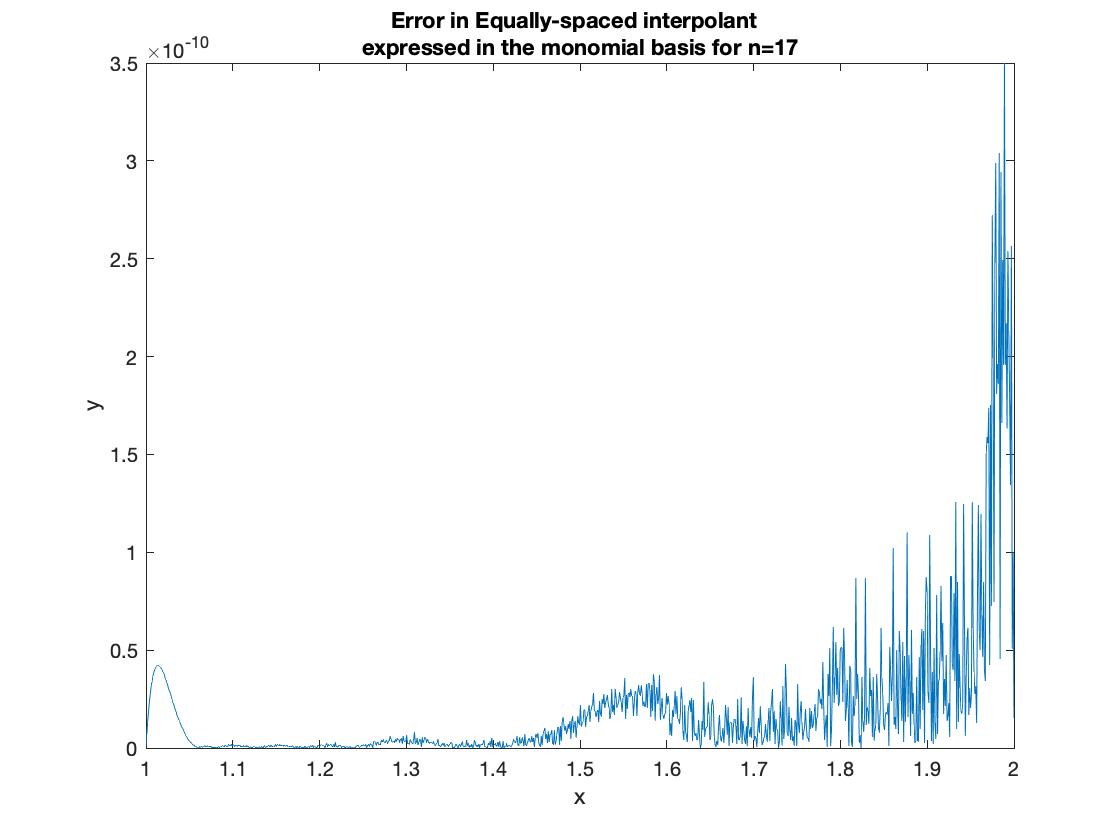 Error in Equally-spaced interpolant
expressed in the monomial basis for n=17
×10⁻¹⁰
3.5
3
2.5
2
1.5
1
0.5
0
y
1 1.1 1.2 1.3 1.4 1.5 1.6 1.7 1.8 1.9 2
x